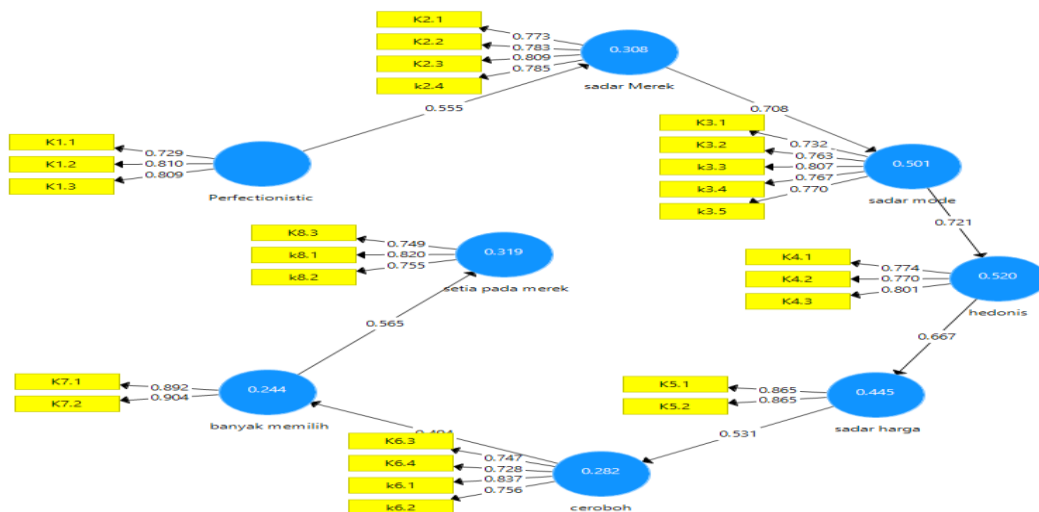 K2.1
K2.2
K2.3
k2.4
0.773
0.783
0.809
0.785
0.308
sadar Merek
0.555
0.708
K1.1
K1.2
K1.3
0.729
0.810
0.809
Perfectionistic
K3.1
K3.2
k3.3
k3.4
k3.5
0.732
0.763
0.807
0.767
0.770
0.501
sadar mode
0.721
K8.3
k8.1
k8.2
0.749
0.820
0.755
0.319
setia pada merek
K4.1
K4.2
K4.3
0.774
0.770
0.801
0.520
hedonis
0.565
0.667
K7.1
K7.2
0.892
0.904
0.244
banyak memilih
K5.1
K5.2
0.865
0.865
0.445
sadar harga
0.531
K6.3
K6.4
k6.1
k6.2
0.747
0.728
0.837
0.756
0.282
ceroboh